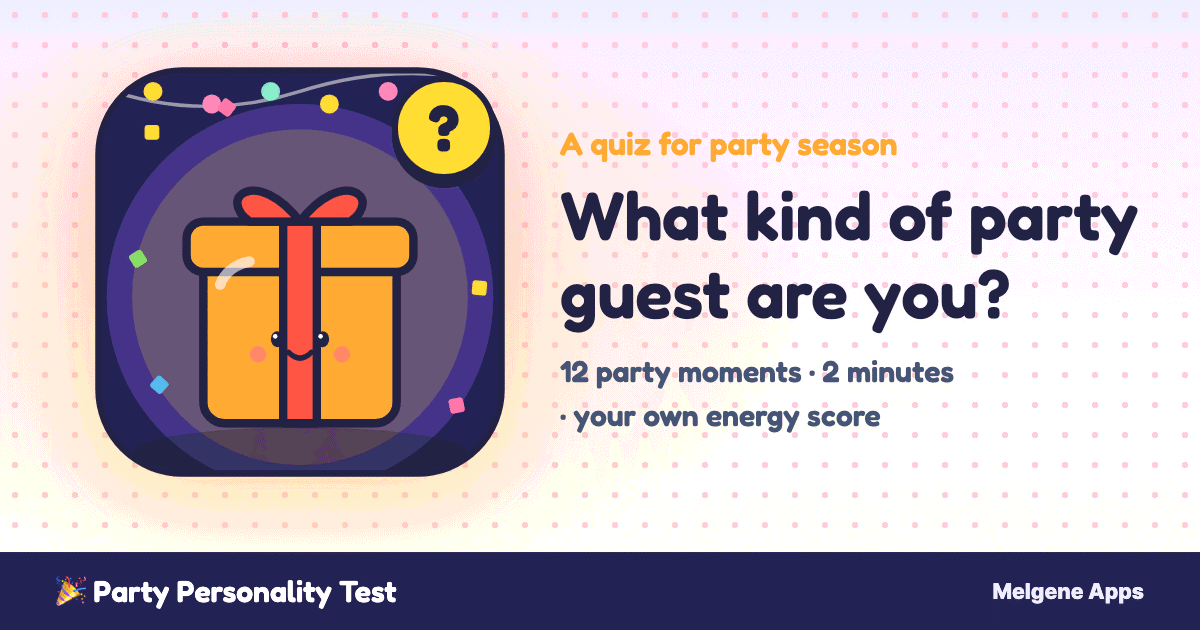 ?
A quiz for party season
What kind of party
guest are you?
12 party moments · 2 minutes
· your own energy score
🎉 Party Personality Test
Melgene Apps